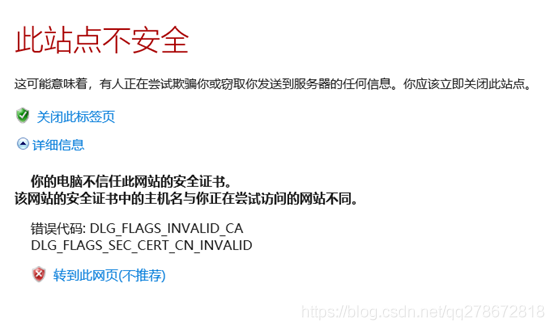 此站点不安全
这可能意味着，有人正在尝试欺骗你或窃取你发送到服务器的任何信息。你应该立即关闭此站点。
关闭此标签页
详细信息
你的电脑不信任此网站的安全证书。
该网站的安全证书中的主机名与你正在尝试访问的网站不同。
错误代码: DLG_FLAGS_INVALID_CA
DLG_FLAGS_SEC_CERT_CN_INVALID
转到此网页(不推荐)
https://blog.csdn.net/qq278672818